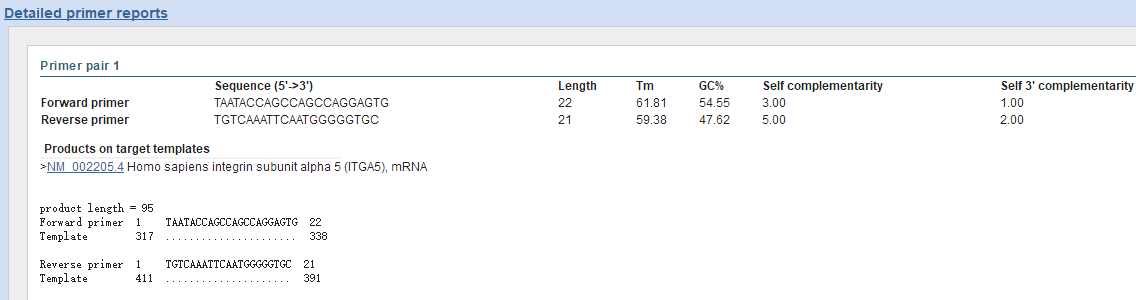 Detailed primer reports
Primer pair 1
Sequence (5'->3') Length Tm GC% Self complementarity Self 3' complementarity
Forward primer TAATACCAGCCAGCCAGGAGTG 22 61.81 54.55 3.00 1.00
Reverse primer TGTCAAATTCAATGGGGGTGC 21 59.38 47.62 5.00 2.00
Products on target templates
>NM_002205.4 Homo sapiens integrin subunit alpha 5 (ITGA5), mRNA
product length = 95
Forward primer 1 TAATACCAGCCAGCCAGGAGTG 22
Template 317 ...................... 338
Reverse primer 1 TGTCAAATTCAATGGGGGTGC 21
Template 411 ..................... 391